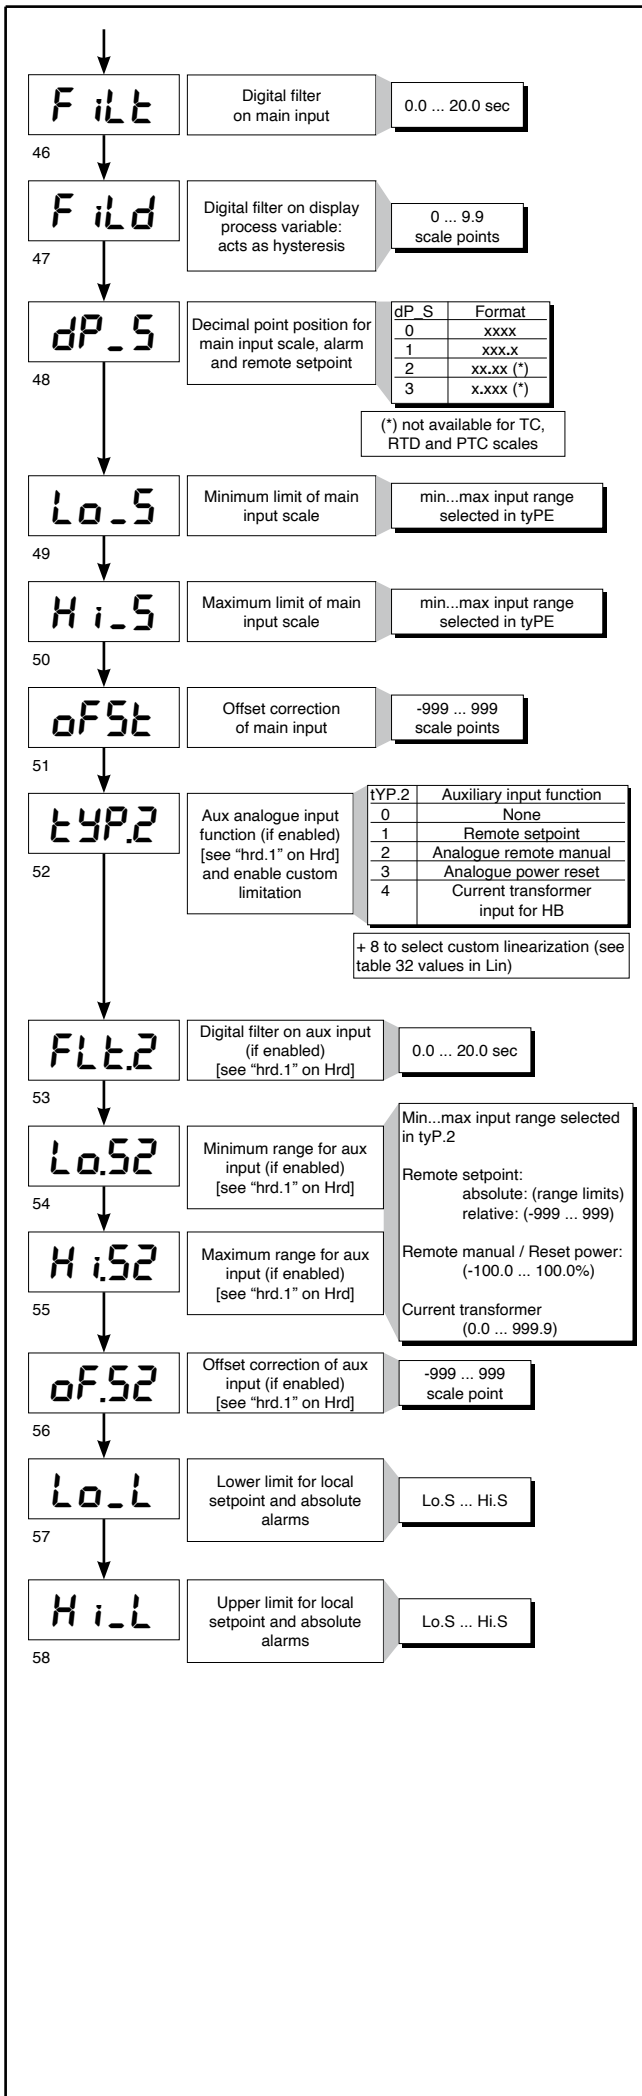 FiLt
Digital filter
on main input
0.0 ... 20.0 sec
46
FiLd
Digital filter on display
process variable:
acts as hysteresis
0 ... 9.9
scale points
47
dP_S
Decimal point position for
main input scale, alarm
and remote setpoint
dP_S Format
0 xxxx
1 xxx.x
2 xx.xx (*)
3 x.xxx (*)
48
(*) not available for TC,
RTD and PTC scales
Lo_S
Minimum limit of main
input scale
min...max input range
selected in tyPE
49
Hi_S
Maximum limit of main
input scale
min...max input range
selected in tyPE
50
oFSt
Offset correction
of main input
-999 ... 999
scale points
51
tYP.2
Aux analogue input
function (if enabled)
[see “hrd.1” on Hrd]
and enable custom
limitation
tYP.2 Auxiliary input function
0 None
1 Remote setpoint
2 Analogue remote manual
3 Analogue power reset
4 Current transformer
input for HB
52
+ 8 to select custom linearization (see
table 32 values in Lin)
FLt.2
Digital filter on aux input
(if enabled)
[see “hrd.1” on Hrd]
0.0 ... 20.0 sec
53
Lo.S2
Minimum range for aux
input (if enabled)
[see “hrd.1” on Hrd]
54
Hi.S2
Maximum range for aux
input (if enabled)
[see “hrd.1” on Hrd]
55
Min...max input range selected
in tyP.2
Remote setpoint:
absolute: (range limits)
relative: (-999 ... 999)
Remote manual / Reset power:
(-100.0 ... 100.0%)
Current transformer
(0.0 ... 999.9)
oF.S2
Offset correction of aux
input (if enabled)
[see “hrd.1” on Hrd]
-999 ... 999
scale point
56
Lo_L
Lower limit for local
setpoint and absolute
alarms
Lo.S ... Hi.S
57
Hi_L
Upper limit for local
setpoint and absolute
alarms
Lo.S ... Hi.S
58